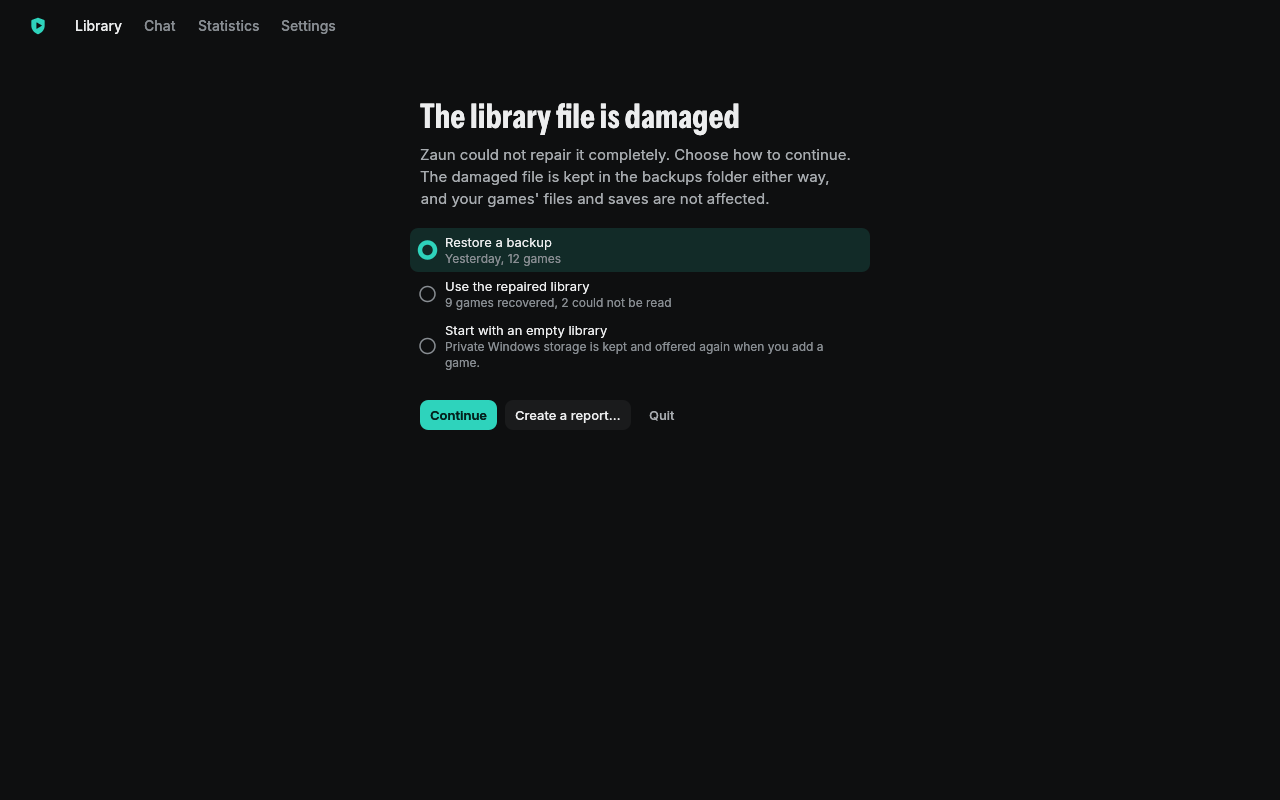 Library
Chat
Statistics
Settings
The library file is damaged
Zaun could not repair it completely. Choose how to continue.
The damaged file is kept in the backups folder either way,
and your games' files and saves are not affected.
Restore a backup
Yesterday, 12 games
Use the repaired library
9 games recovered, 2 could not be read
Start with an empty library
Private Windows storage is kept and offered again when you add a
game.
Continue
Create a report...
Quit